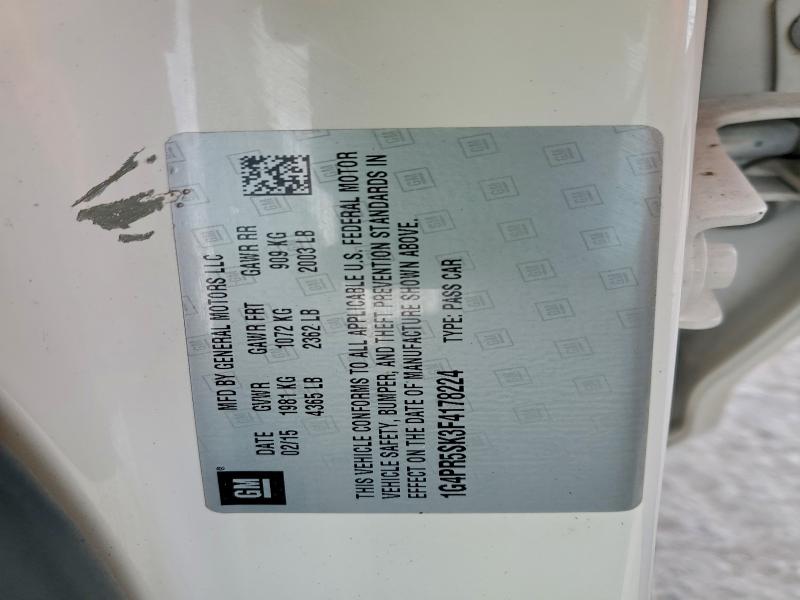 GM
MFD BY GENERAL MOTORS LLC
DATE GVWR GAWR FRT GAWR RR
02/15 1981 KG 1072 KG 909 KG
4365 LB 2362 LB 2003 LB
THIS VEHICLE CONFORMS TO ALL APPLICABLE U.S. FEDERAL MOTOR
VEHICLE SAFETY, BUMPER, AND THEFT PREVENTION STANDARDS IN
EFFECT ON THE DATE OF MANUFACTURE SHOWN ABOVE.
1G4PR5SK3F4178224 TYPE: PASS CAR